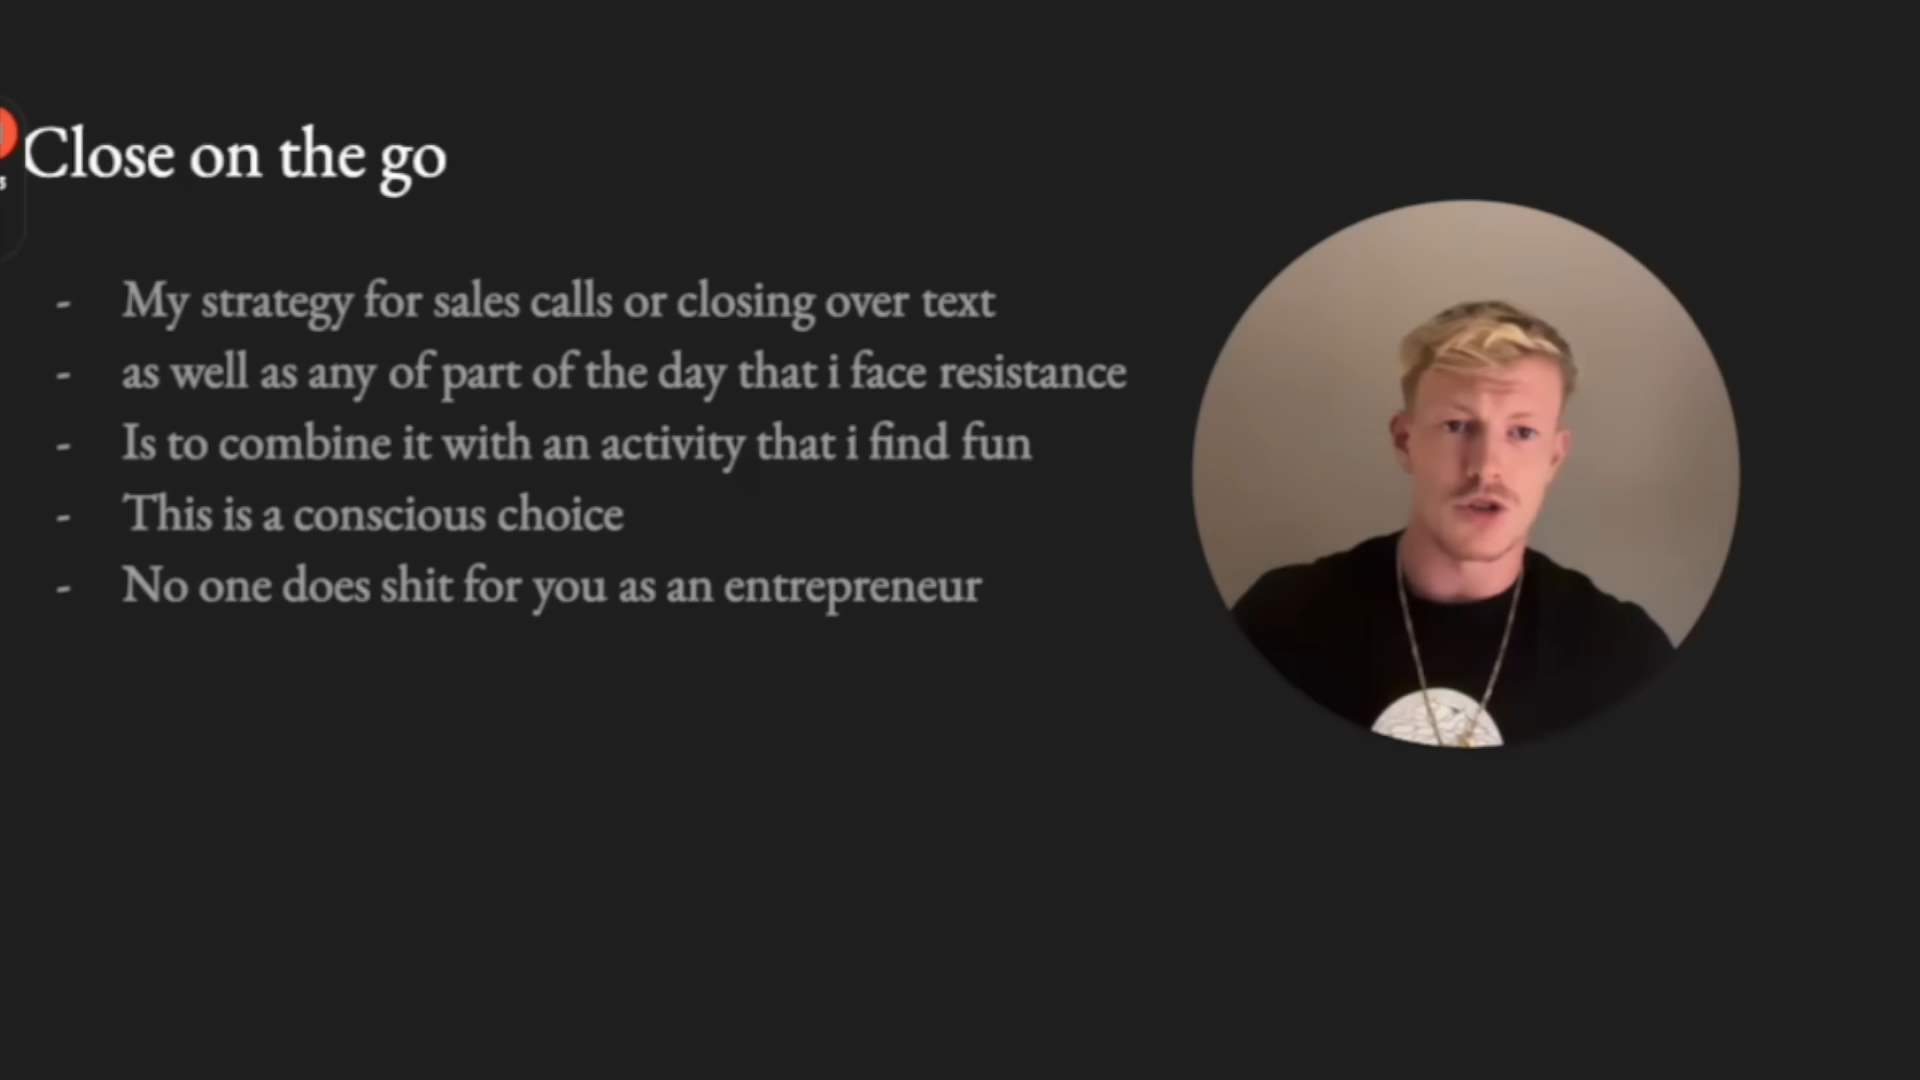 Close on the go
- My strategy for sales calls or closing over text
- as well as any of part of the day that i face resistance
- Is to combine it with an activity that i find fun
- This is a conscious choice
- No one does shit for you as an entrepreneur